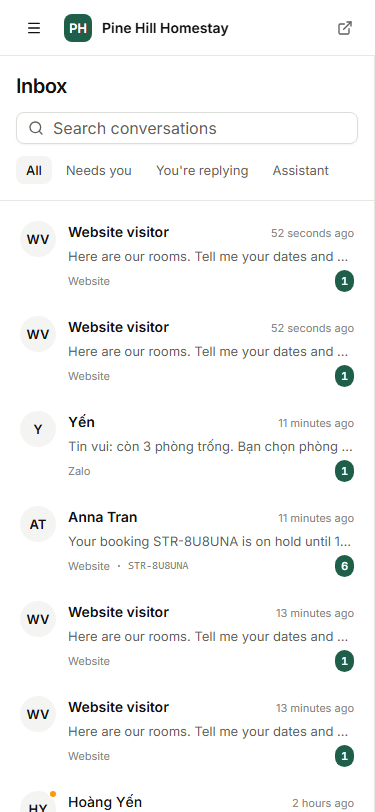 PH Pine Hill Homestay
Inbox
Search conversations
All Needs you You're replying Assistant
WV Website visitor 52 seconds ago
Here are our rooms. Tell me your dates and ...
Website 1
WV Website visitor 52 seconds ago
Here are our rooms. Tell me your dates and ...
Website 1
Y Yến 11 minutes ago
Tin vui: còn 3 phòng trống. Bạn chọn phòng ...
Zalo 1
AT Anna Tran 11 minutes ago
Your booking STR-8U8UNA is on hold until 1...
Website · STR-8U8UNA 6
WV Website visitor 13 minutes ago
Here are our rooms. Tell me your dates and ...
Website 1
WV Website visitor 13 minutes ago
Here are our rooms. Tell me your dates and ...
Website 1
HY Hoàng Yến 2 hours ago